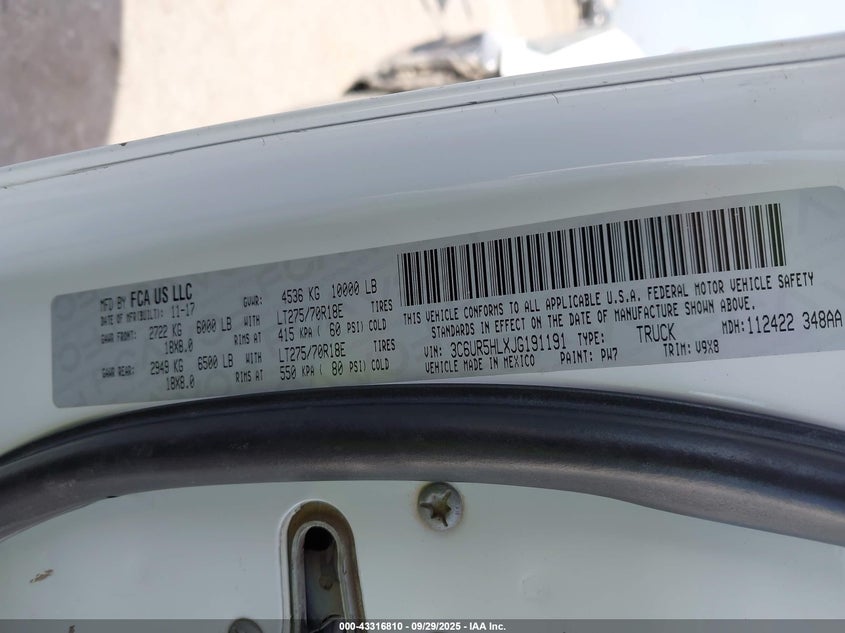 MFD BY FCA US LLC
DATE OF MFR(BUILT): 11-17 GVWR: 4536 KG 10000 LB
GAWR FRONT: 2722 KG 6000 LB WITH LT275/70R18E TIRES
18X8.0 RIMS AT 415 KPA ( 60 PSI) COLD
GAWR REAR: 2949 KG 6500 LB WITH LT275/70R18E TIRES
18X8.0 RIMS AT 550 KPA ( 80 PSI) COLD
THIS VEHICLE CONFORMS TO ALL APPLICABLE U.S.A. FEDERAL MOTOR VEHICLE SAFETY
STANDARDS IN EFFECT ON THE DATE OF MANUFACTURE SHOWN ABOVE.
VIN: 3C6UR5HLXJG191191 TYPE: TRUCK MDH: 112422 348AA
VEHICLE MADE IN MEXICO PAINT: PW7 TRIM: V9X8
000-43316810 - 09/29/2025 - IAA Inc.